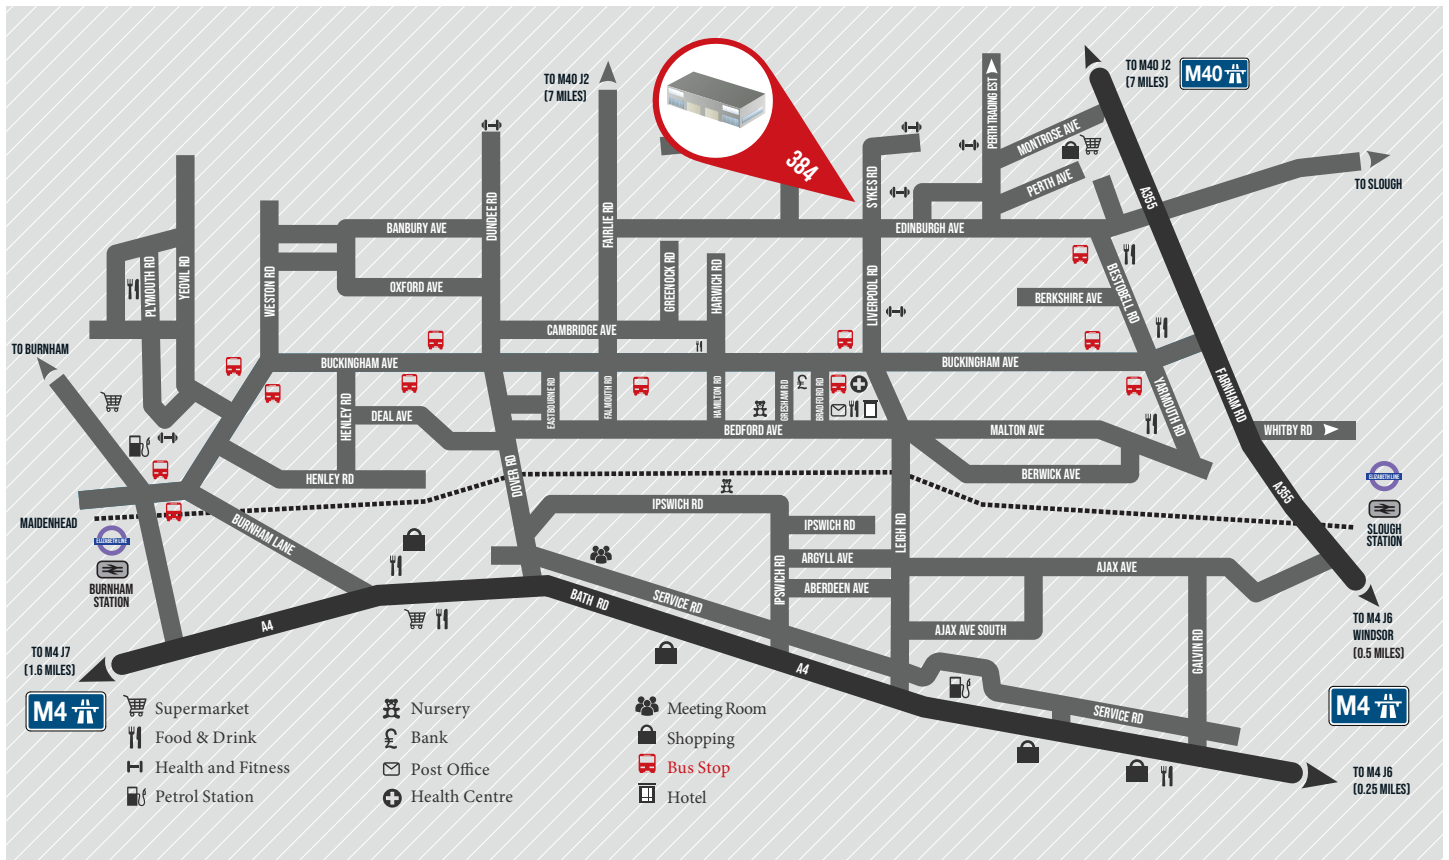 TO M40 J2
(7 MILES)
TO M40 J2
(7 MILES)
M40
384
PERTH TRADING EST
MONTROSE AVE
PERTH AVE
A355
TO SLOUGH
SYKES RD
DUNDEE RD
FAIRLIE RD
BANBURY AVE
EDINBURGH AVE
PLYMOUTH RD
YEOVIL RD
WESTON RD
OXFORD AVE
GREENOCK RD
HARWICH RD
LIVERPOOL RD
BERKSHIRE AVE
BESTOBELL RD
CAMBRIDGE AVE
TO BURNHAM
BUCKINGHAM AVE
BUCKINGHAM AVE
HENLEY RD
DEAL AVE
EASTBOURNE RD
FALMOUTH RD
HAMILTON RD
GRESHAM RD
BRADFORD RD
YARMOUTH RD
FARNHAM RD
BEDFORD AVE
MALTON AVE
WHITBY RD
HENLEY RD
DOVER RD
BERWICK AVE
A355
ELIZABETH LINE
SLOUGH
STATION
MAIDENHEAD
ELIZABETH LINE
BURNHAM
STATION
BURNHAM LANE
IPSWICH RD
IPSWICH RD
LEIGH RD
ARGYLL AVE
IPSWICH RD
ABERDEEN AVE
AJAX AVE
BATH RD
SERVICE RD
A4
AJAX AVE SOUTH
GALVIN RD
TO M4 J6
WINDSOR
(0.5 MILES)
TO M4 J7
(1.6 MILES)
A4
M4
M4
SERVICE RD
TO M4 J6
(0.25 MILES)
Supermarket
Food & Drink
Health and Fitness
Petrol Station
Nursery
Bank
Post Office
Health Centre
Meeting Room
Shopping
Bus Stop
Hotel